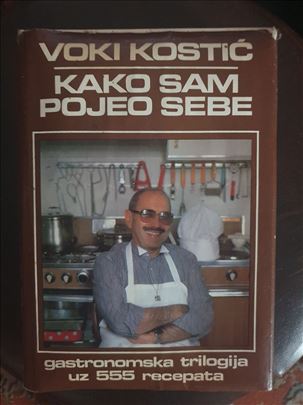 VOKI KOSTIĆ
KAKO SAM
POJEO SEBE
gastronomska trilogija
uz 555 recepata